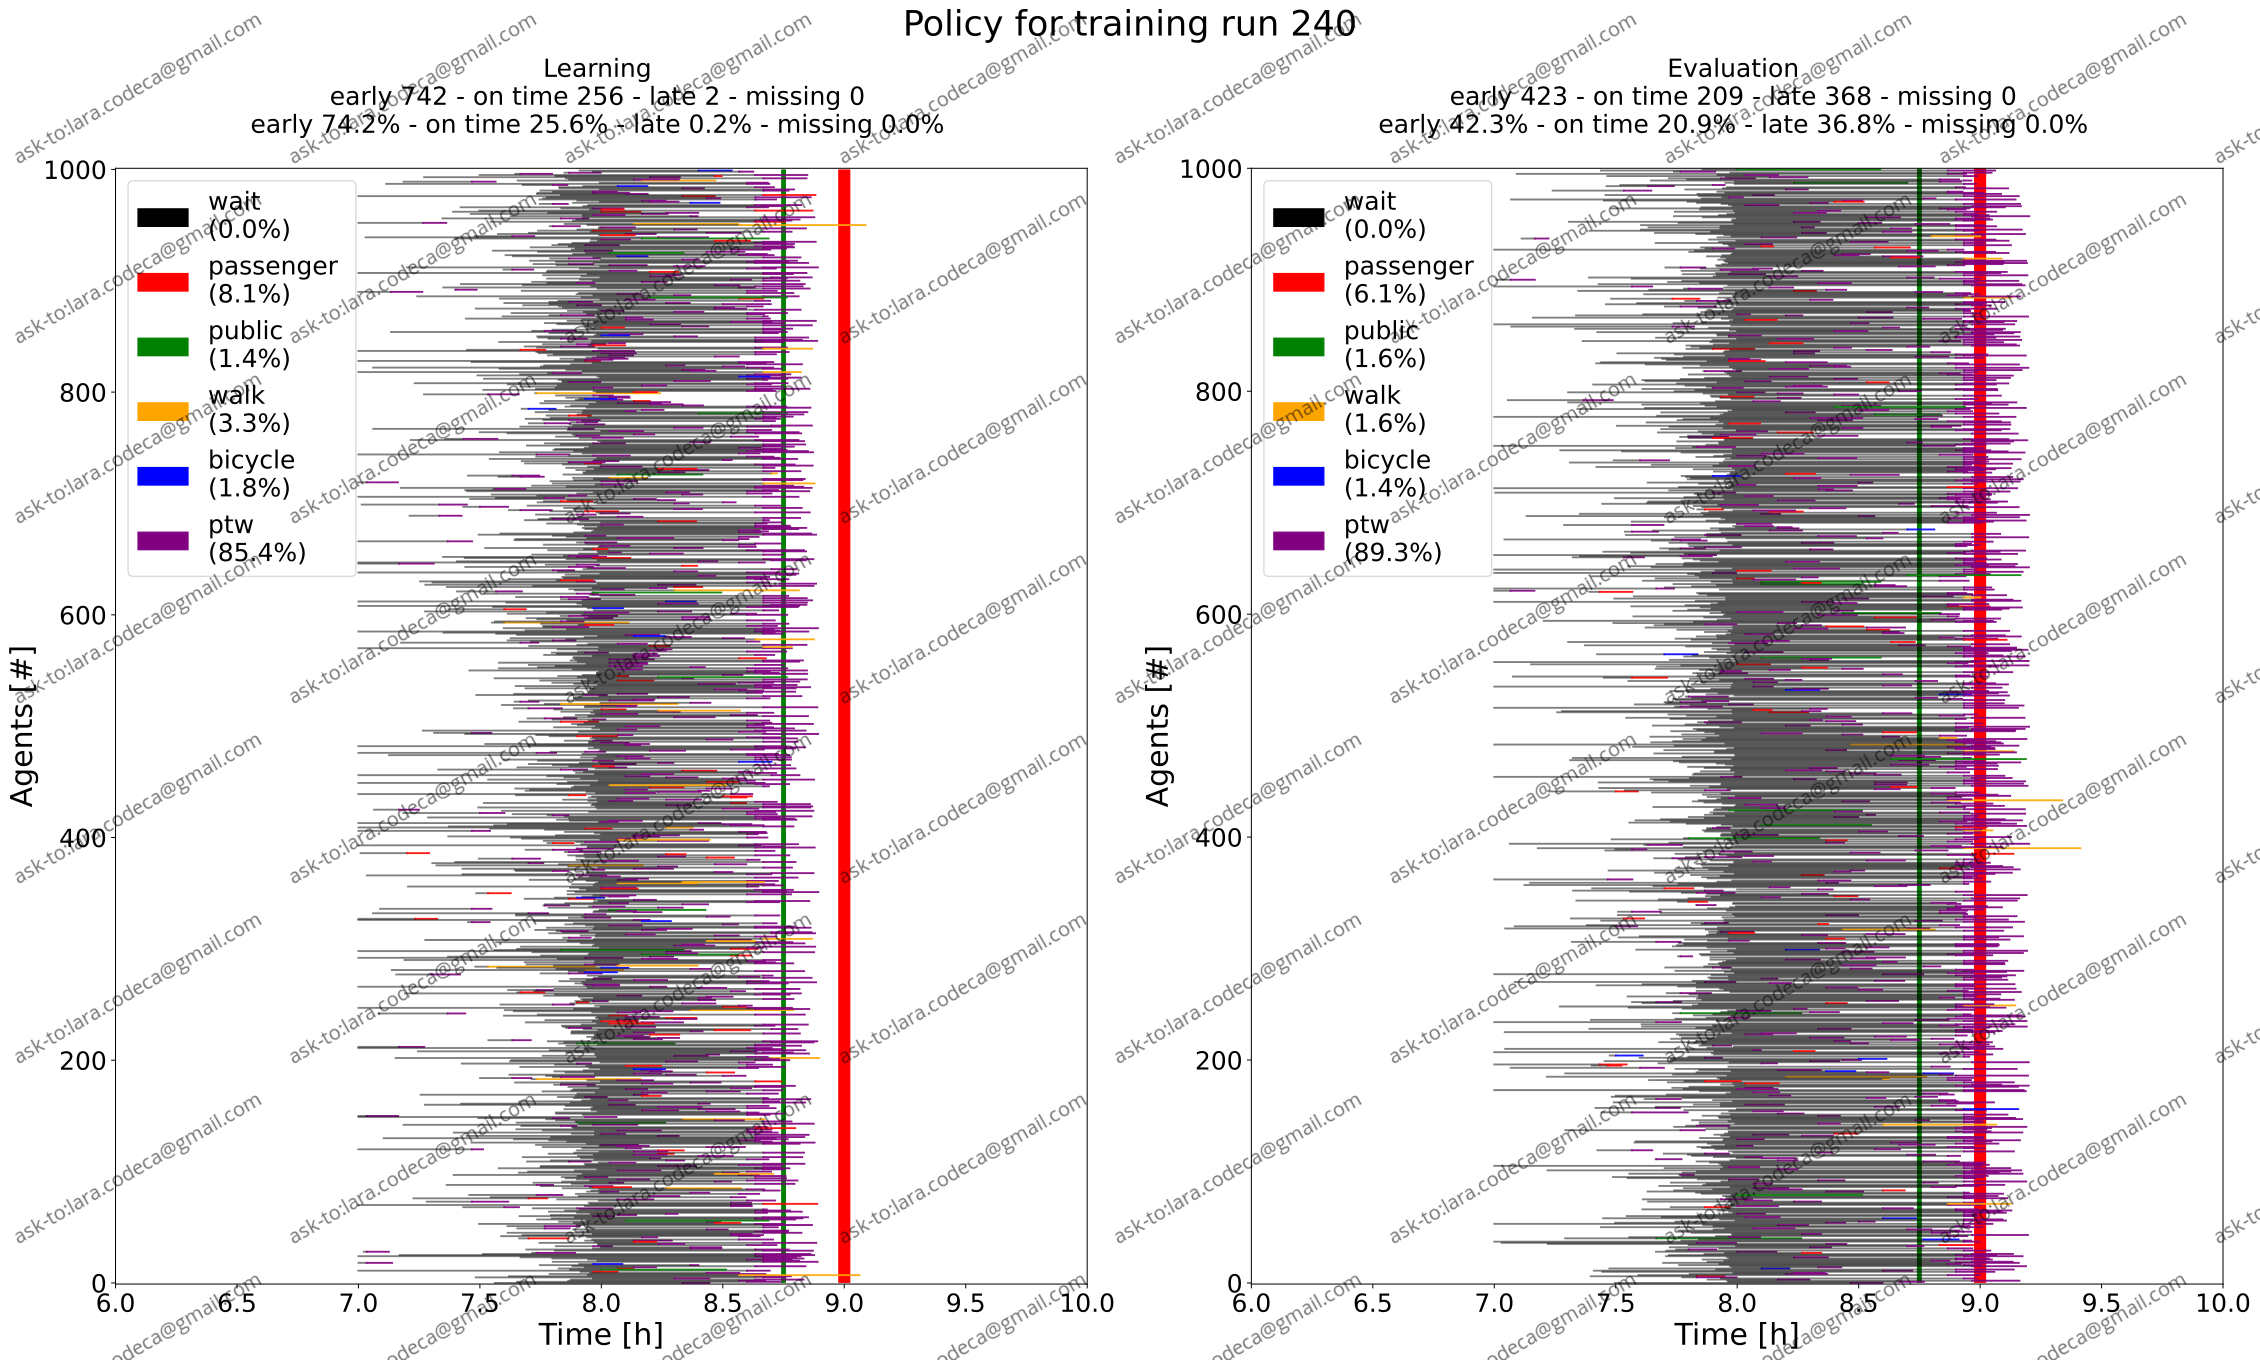 Policy for training run 240
Learning
early 742 - on time 256 - late 2 - missing 0
early 74.2% - on time 25.6% - late 0.2% - missing 0.0%
Agents [#]
1000
800
600
400
200
0
wait
(0.0%)
passenger
(8.1%)
public
(1.4%)
walk
(3.3%)
bicycle
(1.8%)
ptw
(85.4%)
6.0 6.5 7.0 7.5 8.0 8.5 9.0 9.5 10.0
Time [h]
Evaluation
early 423 - on time 209 - late 368 - missing 0
early 42.3% - on time 20.9% - late 36.8% - missing 0.0%
Agents [#]
1000
800
600
400
200
0
wait
(0.0%)
passenger
(6.1%)
public
(1.6%)
walk
(1.6%)
bicycle
(1.4%)
ptw
(89.3%)
6.0 6.5 7.0 7.5 8.0 8.5 9.0 9.5 10.0
Time [h]
ask-to:lara.codeca@gmail.com